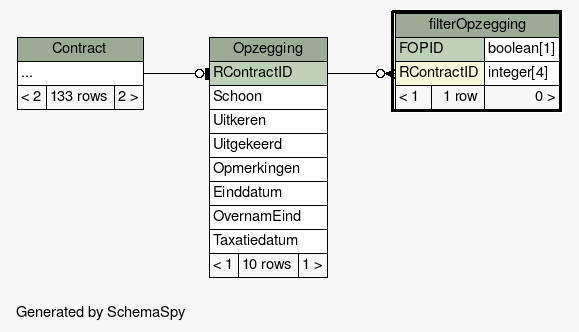 Contract
...
< 2 133 rows 2 >
Opzegging
RContractID
Schoon
Uitkeren
Uitgekeerd
Opmerkingen
Einddatum
OvernamEind
Taxatiedatum
< 1 10 rows 1 >
filterOpzegging
FOPID boolean[1]
RContractID integer[4]
< 1 1 row 0 >
Generated by SchemaSpy